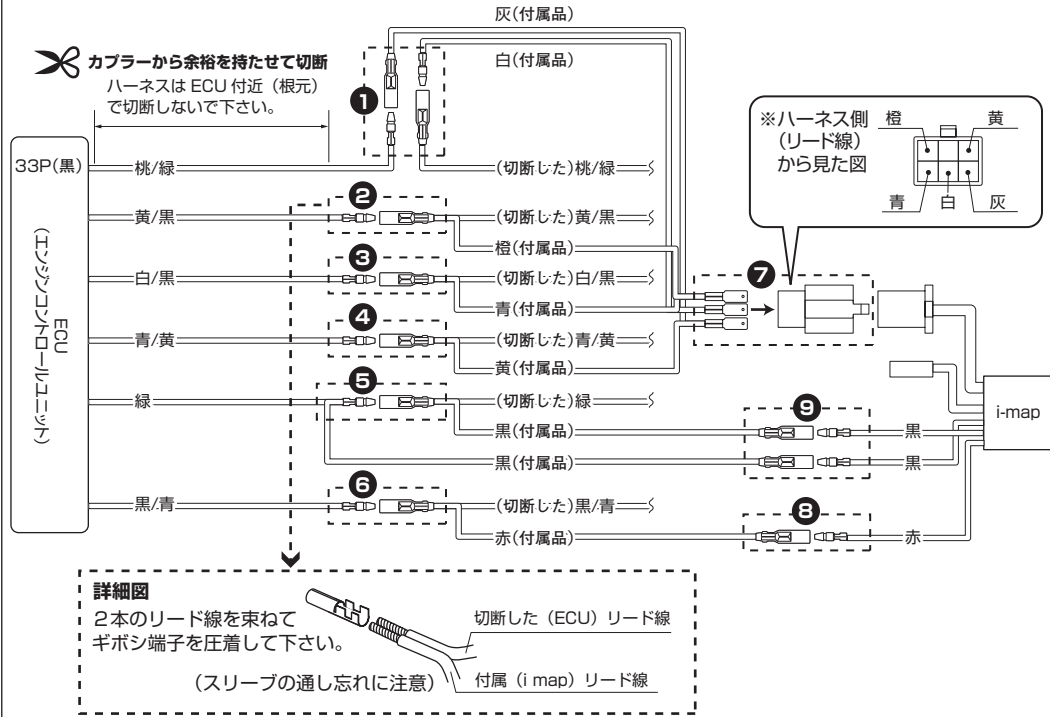 灰(付属品)
白(付属品)
カプラーから余裕を持たせて切断
ハーネスは ECU 付近（根元）
で切断しないで下さい。
❶
※ハーネス側
（リード線）
から見た図
橙
黄
青
白
灰
33P(黒)
ECU
(エンジンコントロールユニット)
桃/緑
(切断した)桃/緑
❷
黄/黒
(切断した)黄/黒
橙(付属品)
❸
白/黒
(切断した)白/黒
青(付属品)
❹
青/黄
(切断した)青/黄
黄(付属品)
❼
❺
緑
(切断した)緑
黒(付属品)
黒(付属品)
❾
黒
黒
i-map
❻
黒/青
(切断した)黒/青
赤(付属品)
❽
赤
詳細図
２本のリード線を束ねて
ギボシ端子を圧着して下さい。
（スリーブの通し忘れに注意）
切断した（ECU）リード線
付属（i map）リード線